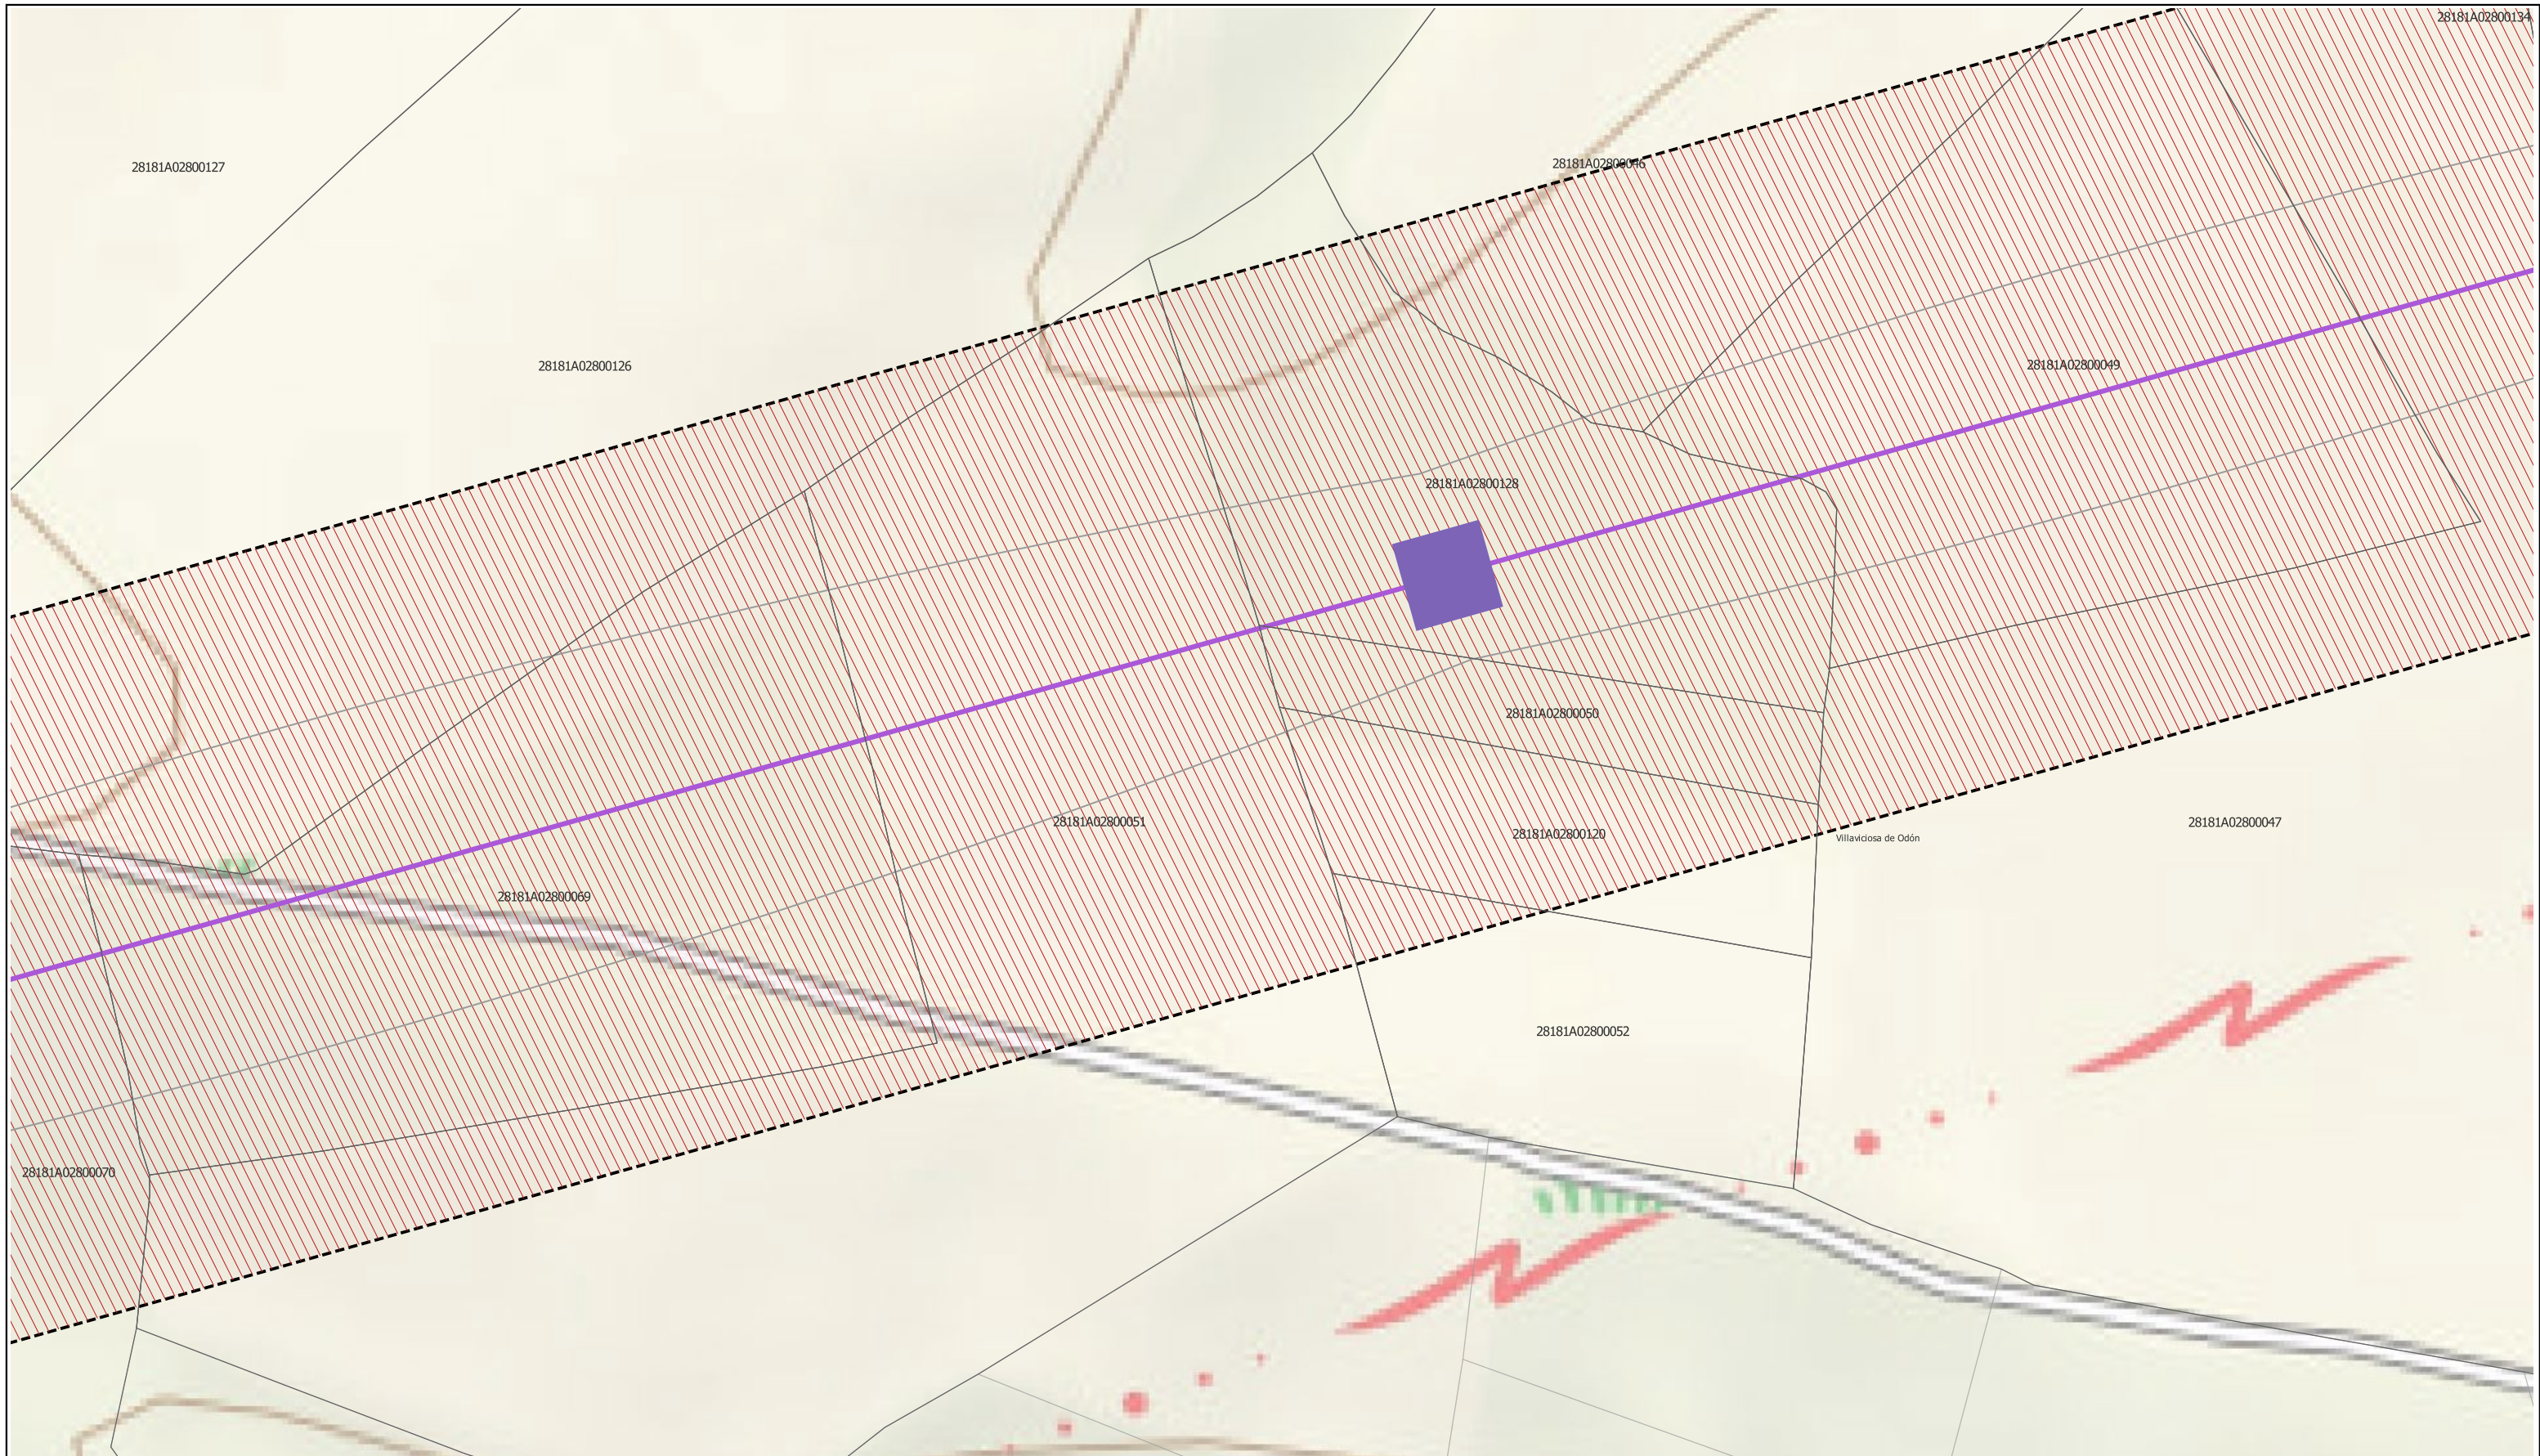 28181A02800134
28181A02800127
28181A02800046
28181A02800126
28181A02800049
28181A02800128
28181A02800050
28181A02800051
28181A02800120
Villaviciosa de Odón
28181A02800047
28181A02800069
28181A02800052
28181A02800070